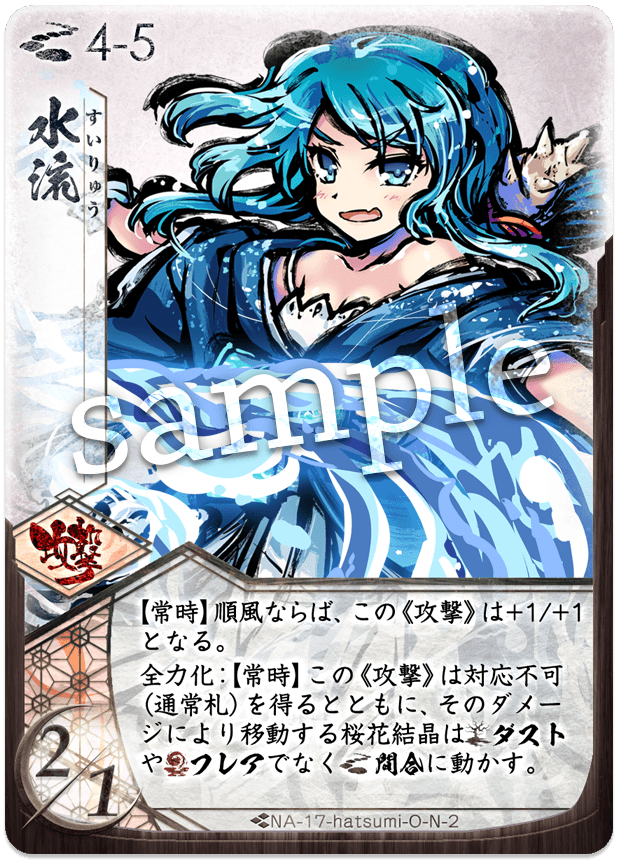 4-5
水流
すいりゅう
sample
攻撃
【常時】順風ならば、この《攻撃》は+1/+1
となる。
全力化：【常時】この《攻撃》は対応不可
（通常札）を得るとともに、そのダメー
ジにより移動する桜花結晶はダスト
やフレアでなく間合に動かす。
2/1
NA-17-hatsumi-O-N-2